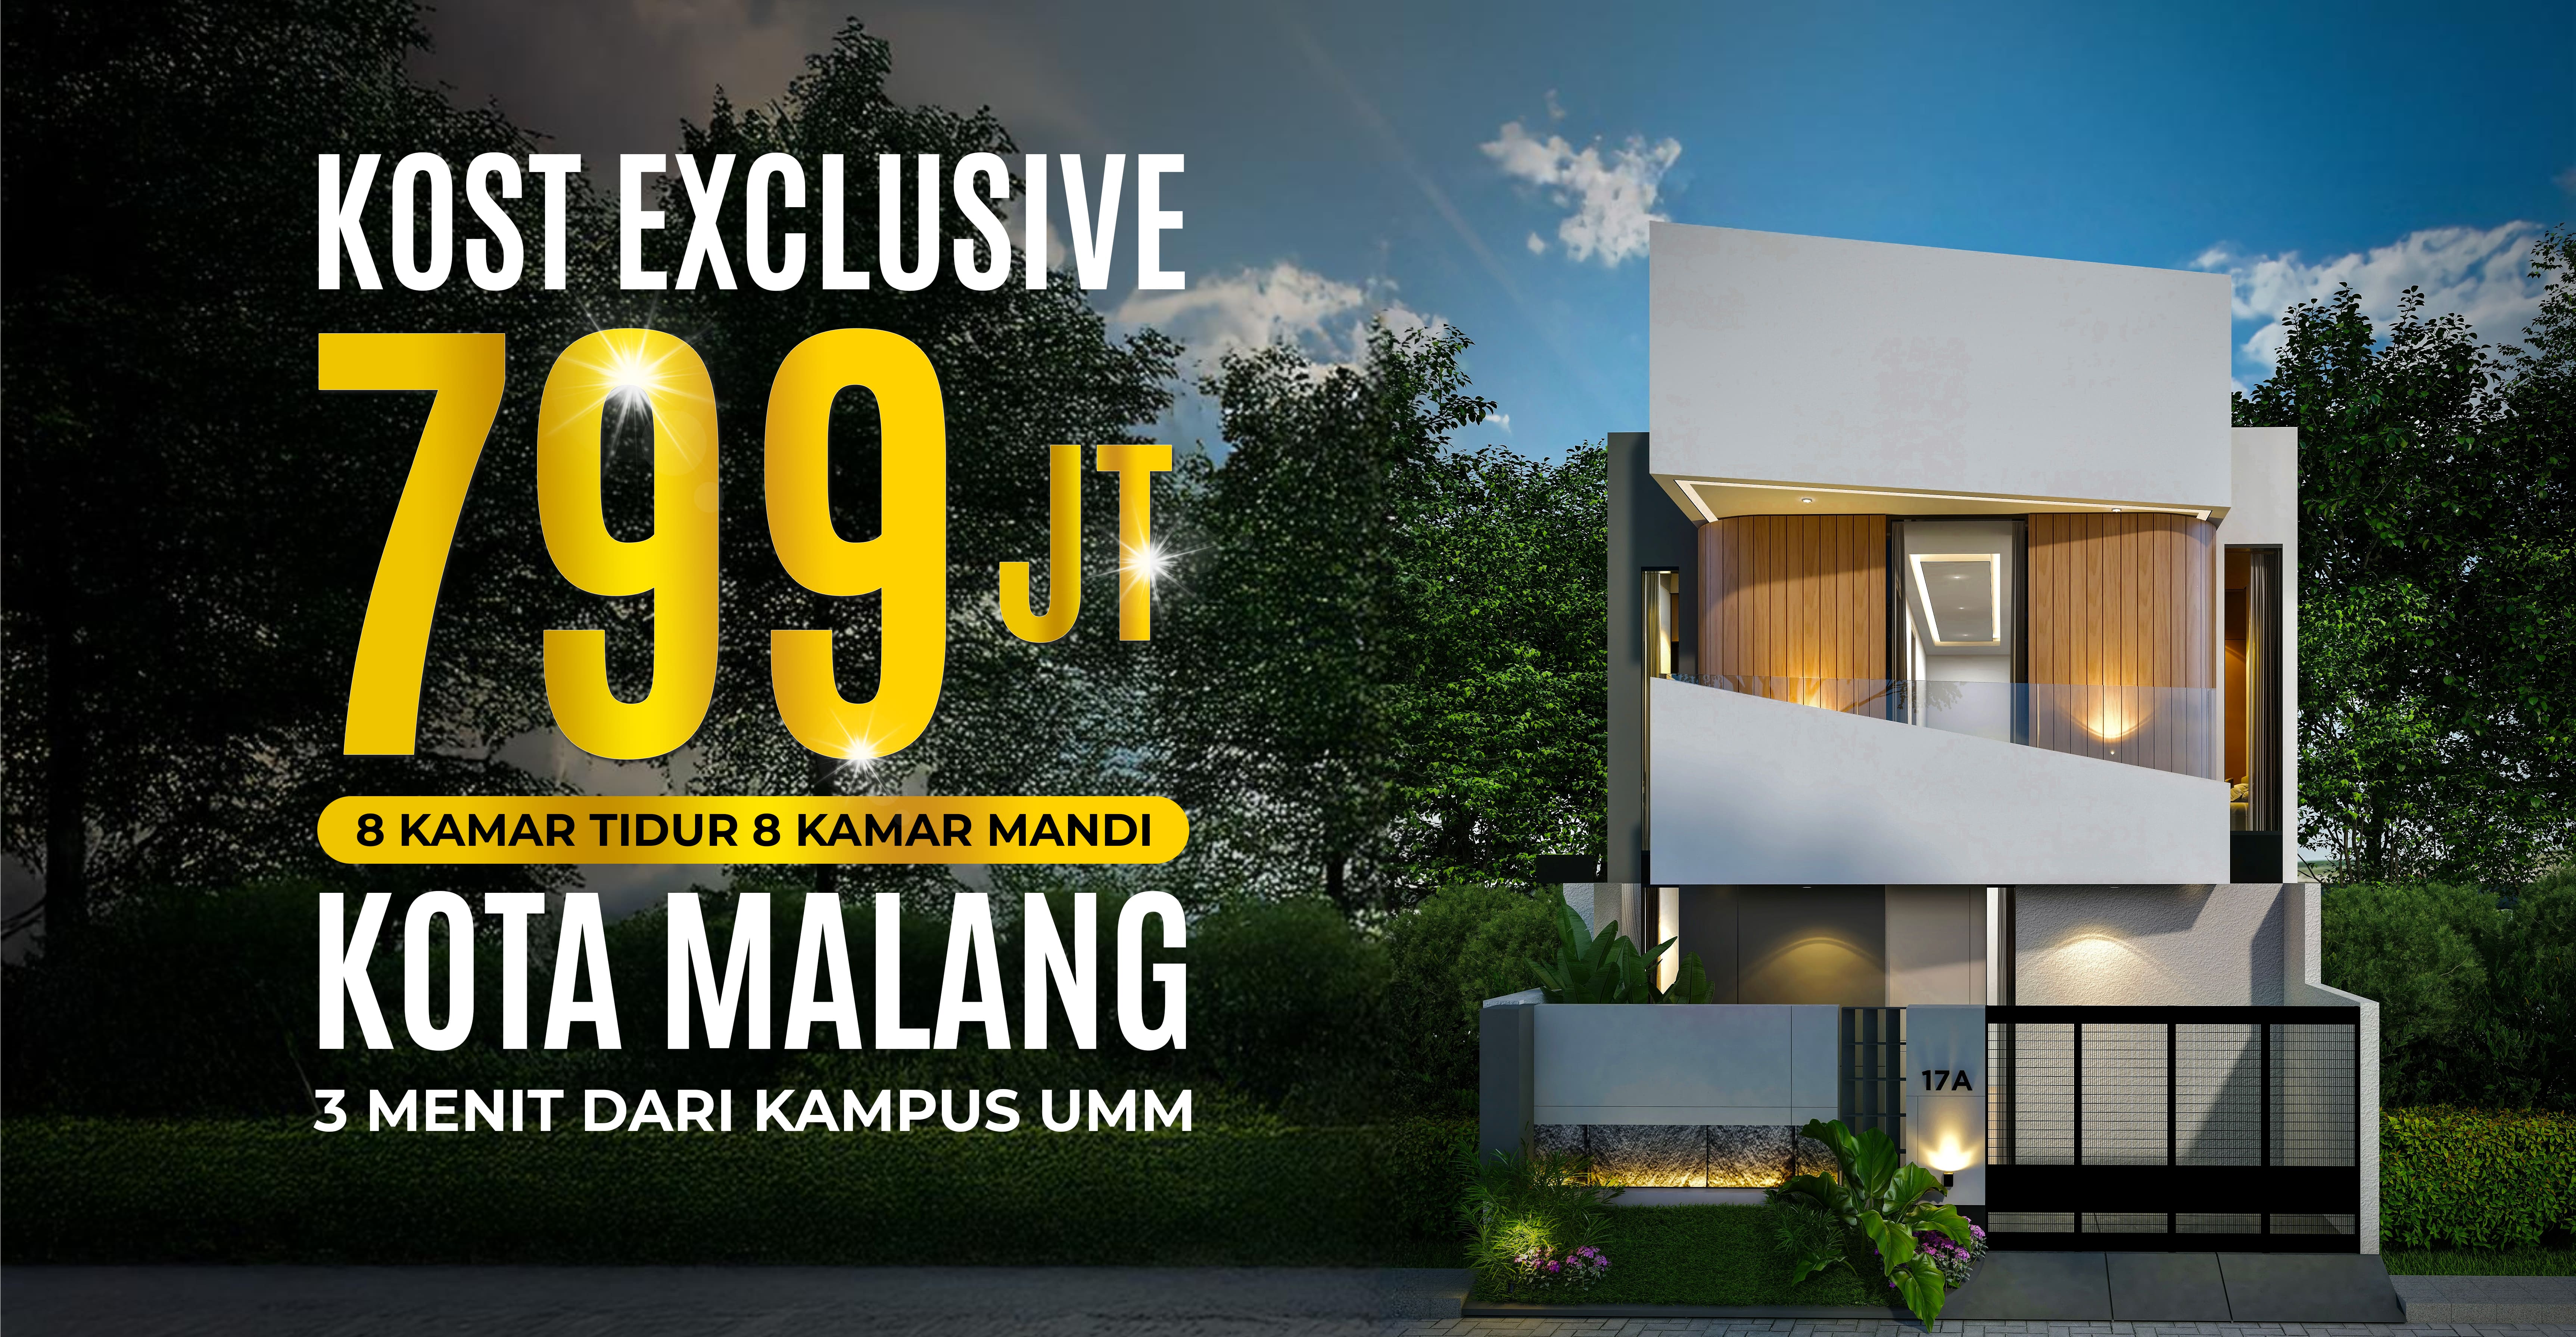 KOST EXCLUSIVE
799 JT
8 KAMAR TIDUR 8 KAMAR MANDI
KOTA MALANG
3 MENIT DARI KAMPUS UMM
17A